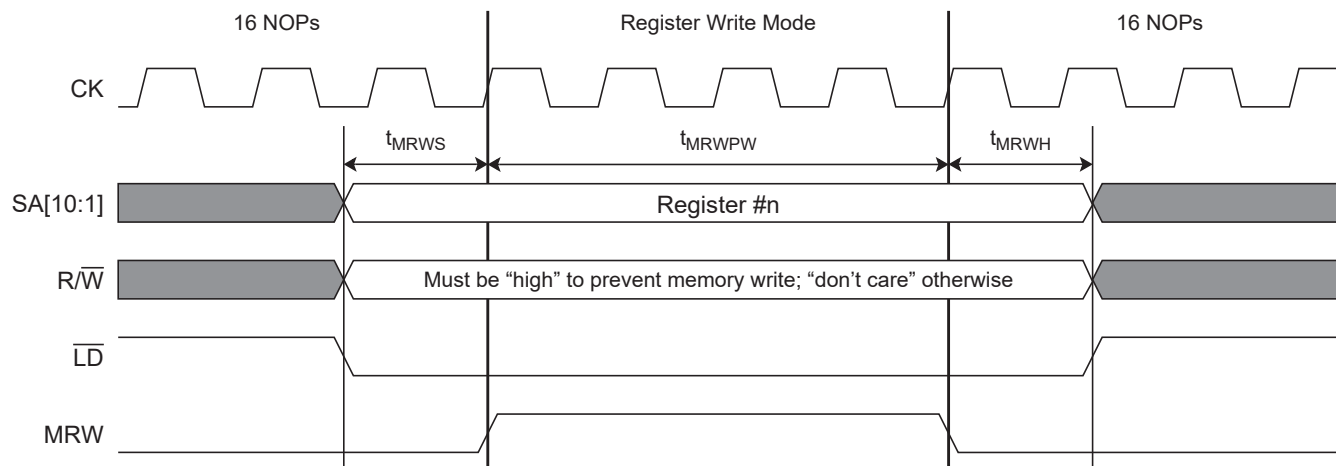 16 NOPs Register Write Mode 16 NOPs
CK
tMRWS tMRWPW tMRWH
SA[10:1] Register #n
R/W̅ Must be “high” to prevent memory write; “don’t care” otherwise
L̅D̅
MRW